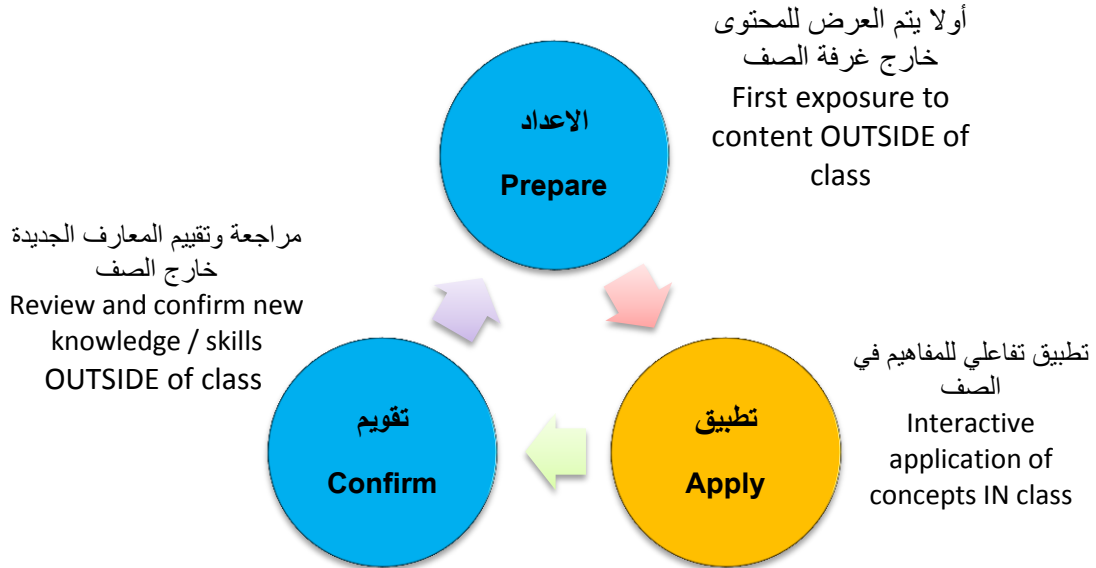 أولا يتم العرض للمحتوى
خارج غرفة الصف
First exposure to
content OUTSIDE of
class
الاعداد
Prepare
تطبيق تفاعلي للمفاهيم في
الصف
Interactive
application of
concepts IN class
تطبيق
Apply
مراجعة وتقييم المعارف الجديدة
خارج الصف
Review and confirm new
knowledge / skills
OUTSIDE of class
تقويم
Confirm